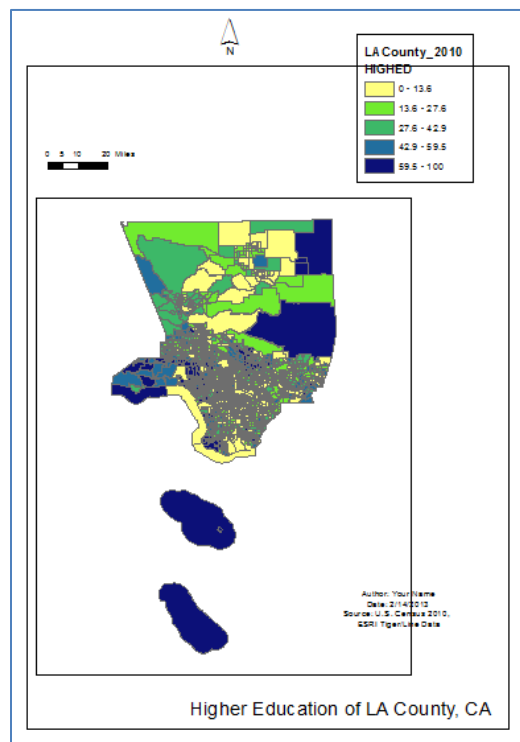 N
LA County_2010
HIGHED
0 - 13.6
13.6 - 27.6
27.6 - 42.9
42.9 - 59.5
59.5 - 100
0 5 10 20 Miles
Author: Your Name
Date: 2/14/2013
Source: U.S. Census 2010,
ESRI Tiger/Line Data
Higher Education of LA County, CA